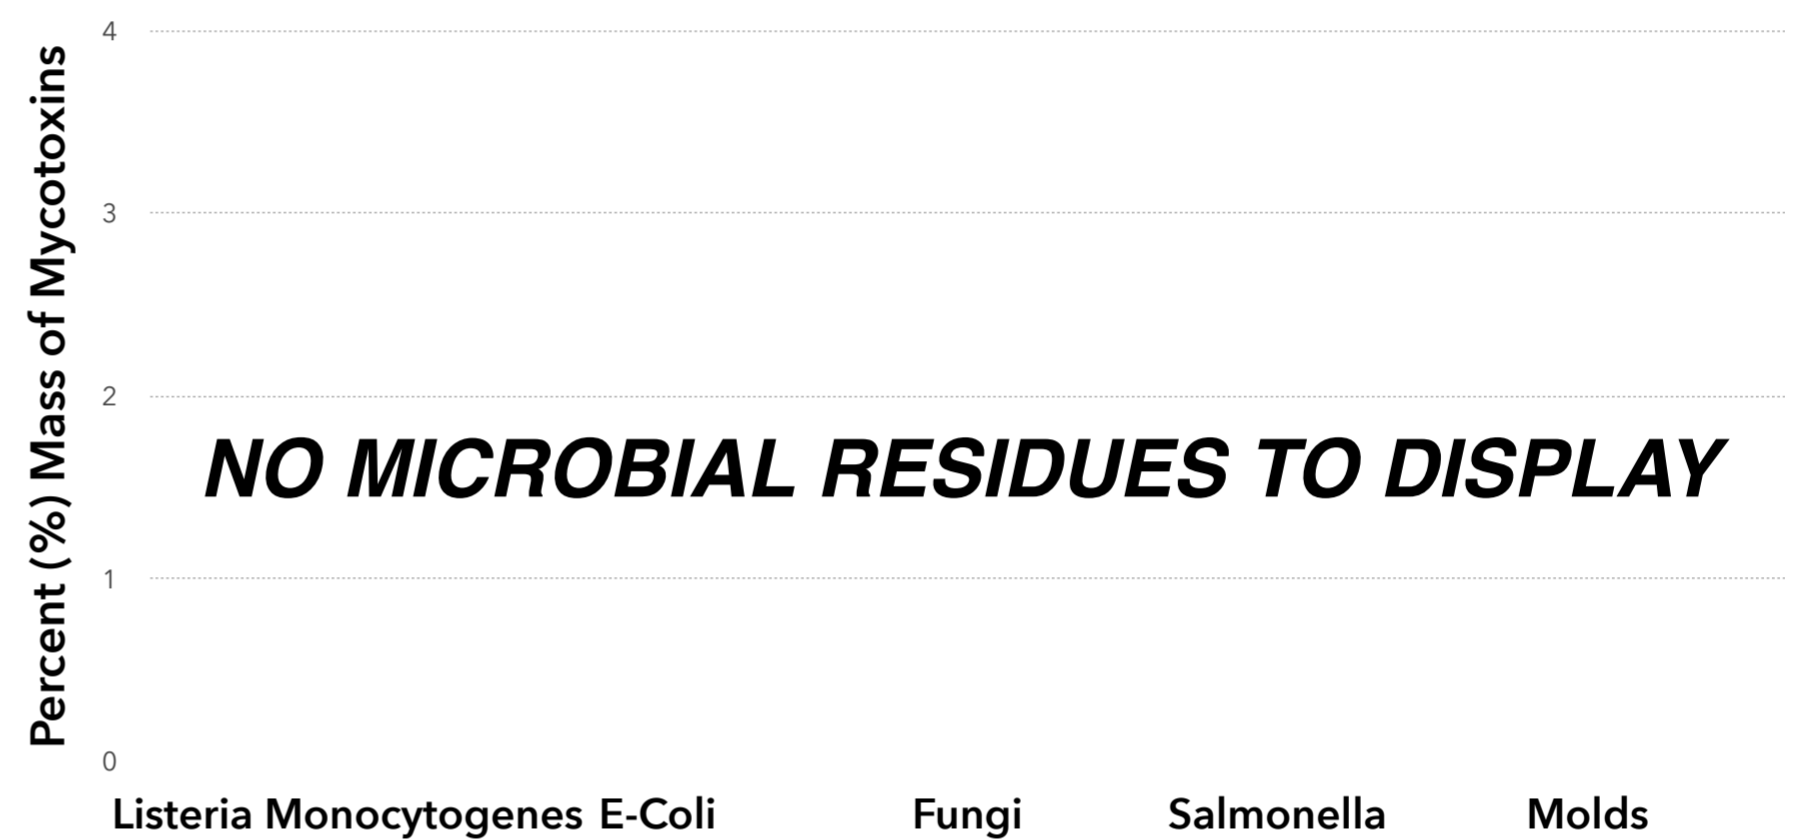 Percent (%) Mass of Mycotoxins
4
3
2
NO MICROBIAL RESIDUES TO DISPLAY
1
0
Listeria Monocytogenes E-Coli Fungi Salmonella Molds